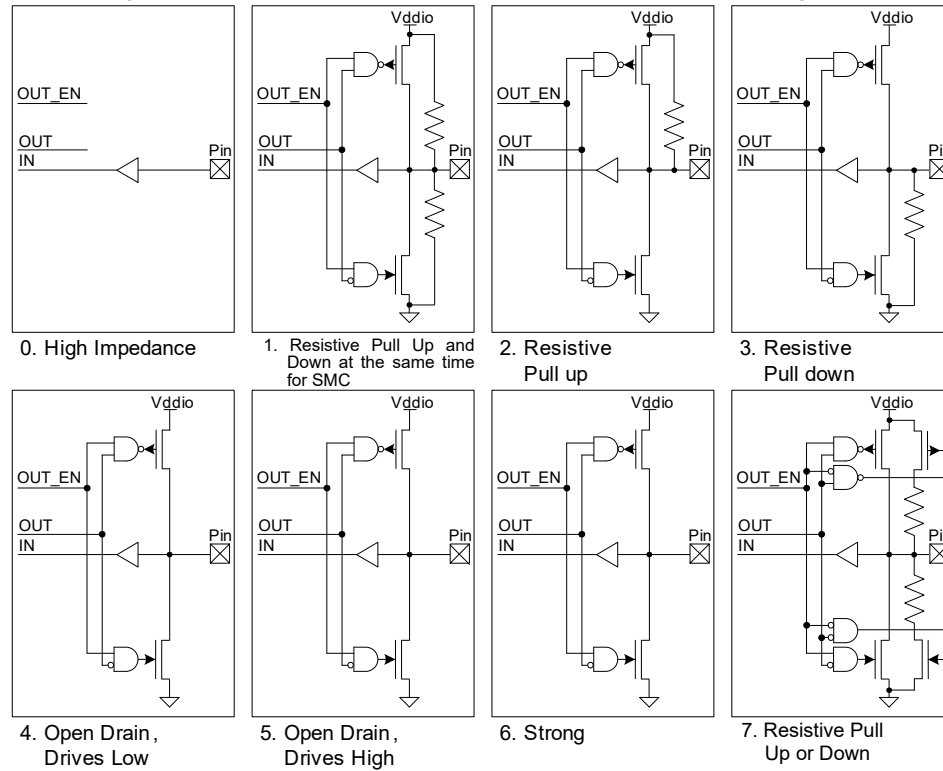 Vddio
OUT_EN
OUT
IN
Pin
0. High Impedance
Vddio
OUT_EN
OUT
IN
Pin
1. Resistive Pull Up and
Down at the same time
for SMC
Vddio
OUT_EN
OUT
IN
Pin
2. Resistive
Pull up
OUT_EN
OUT
IN
Pi
3. Resistive
Pull down
Vddio
OUT_EN
OUT
IN
Pin
4. Open Drain,
Drives Low
Vddio
OUT_EN
OUT
IN
Pin
5. Open Drain,
Drives High
Vddio
OUT_EN
OUT
IN
Pin
6. Strong
Vddio
OUT_EN
OUT
IN
Pin
7. Resistive Pull
Up or Down